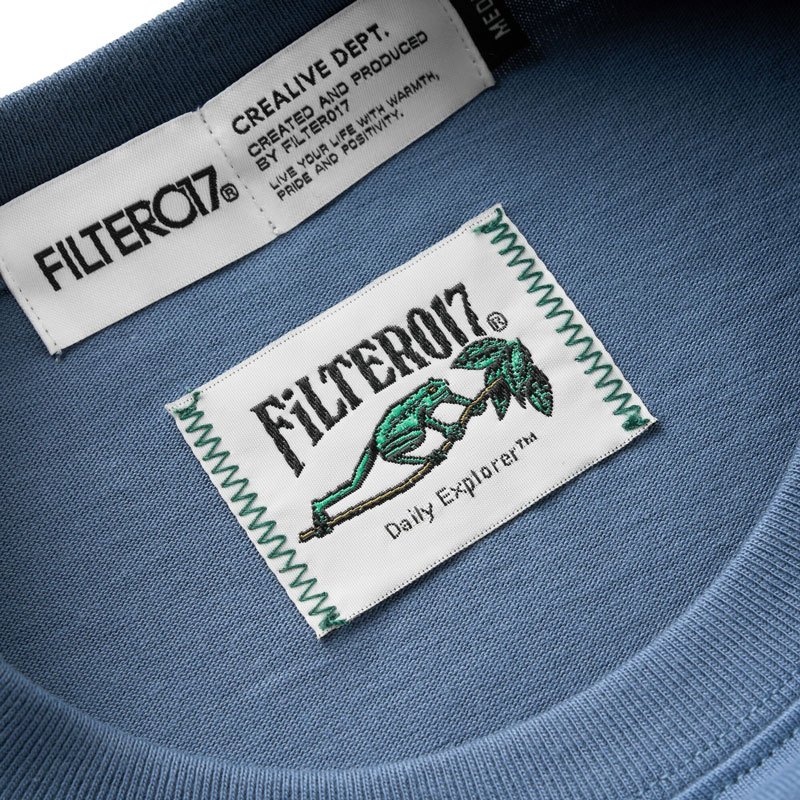 FILTER017®
CREALIVE DEPT.
CREATED AND PRODUCED
BY FILTER017
LIVE YOUR LIFE WITH WARMTH,
PRIDE AND POSITIVITY.
MED
FiLTER017®
Daily Explorer™